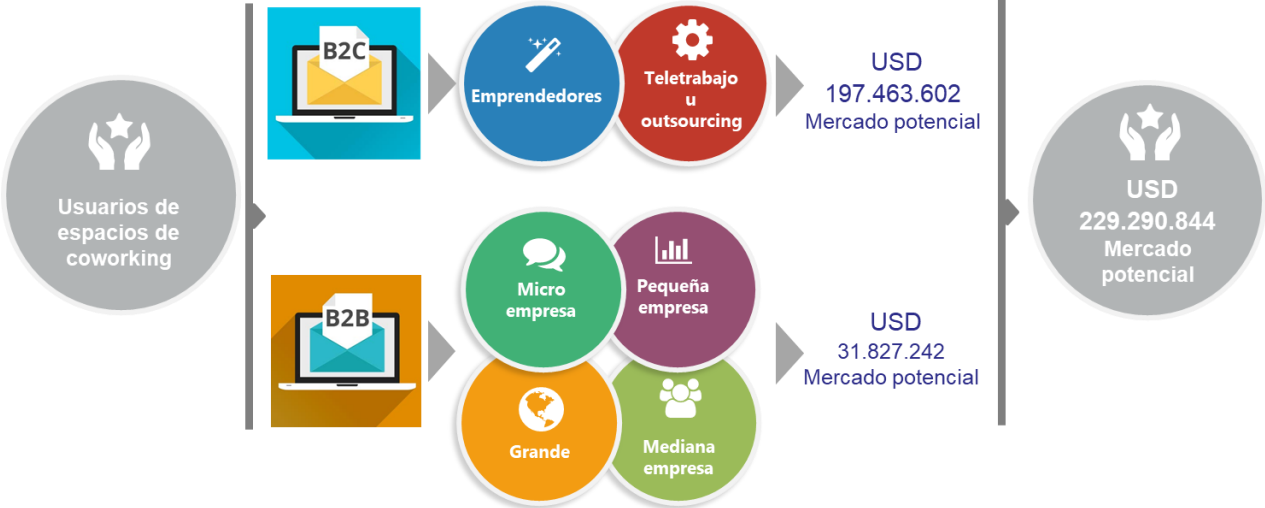 Usuarios de
espacios de
coworking
B2C
Emprendedores
Teletrabajo
u
outsourcing
USD
197.463.602
Mercado potencial
B2B
Micro
empresa
Pequeña
empresa
Grande
Mediana
empresa
USD
31.827.242
Mercado potencial
USD
229.290.844
Mercado
potencial